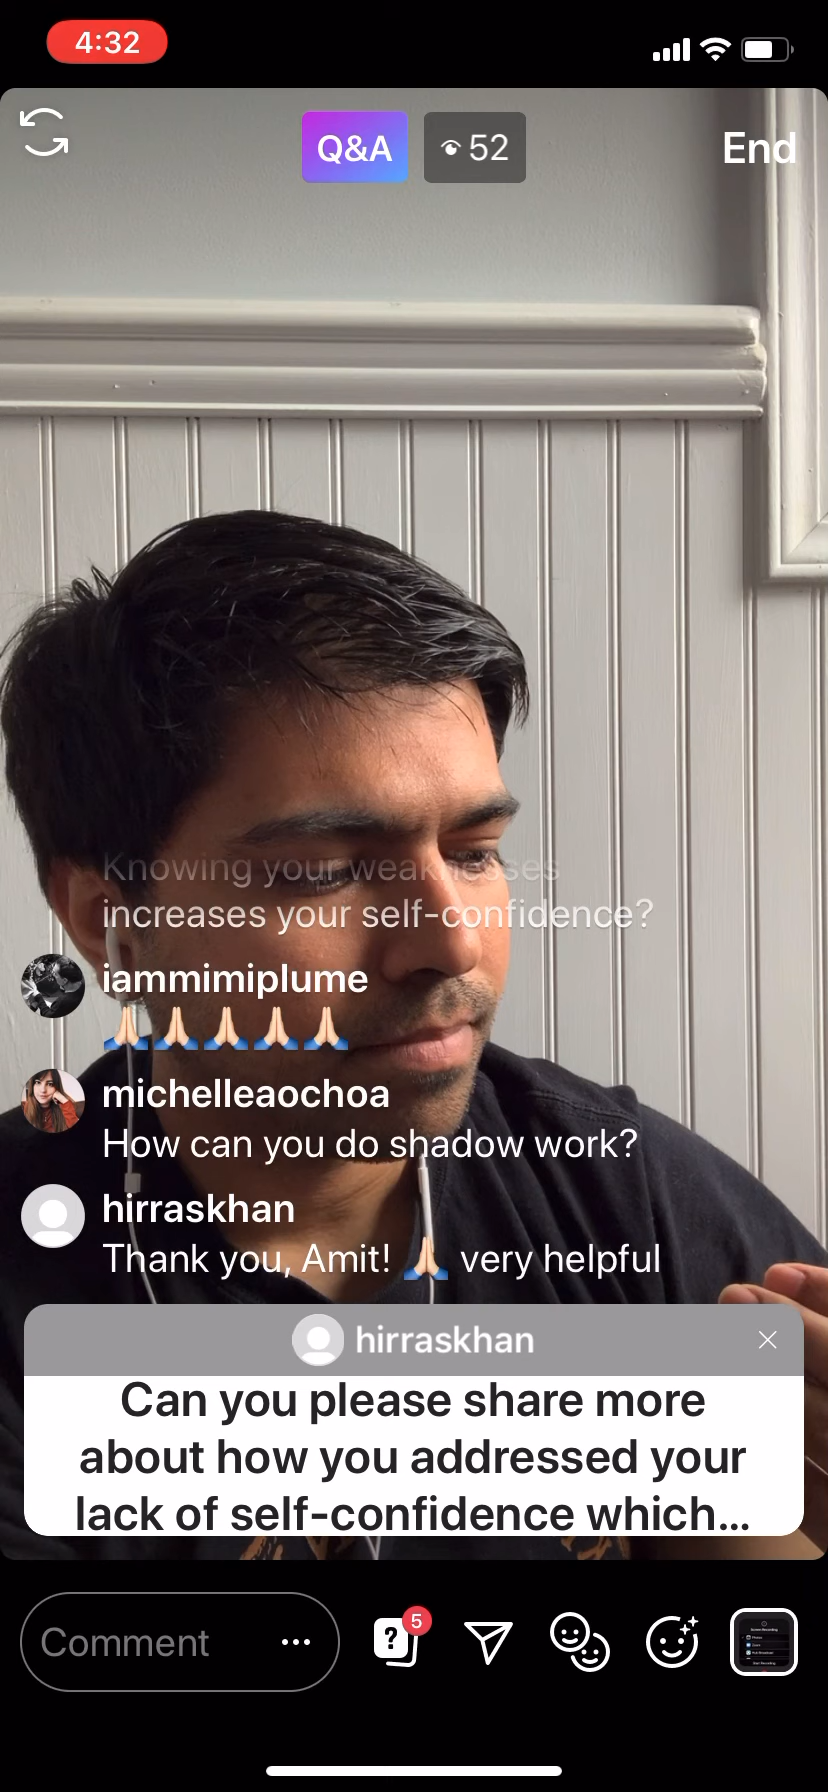 4:32
Q&A 52 End
Knowing your weaknesses
increases your self-confidence?
iammimiplume
🙏🏻🙏🏻🙏🏻🙏🏻🙏🏻
michelleaochoa
How can you do shadow work?
hirraskhan
Thank you, Amit! 🙏🏻 very helpful
hirraskhan
Can you please share more
about how you addressed your
lack of self-confidence which...
Comment
5